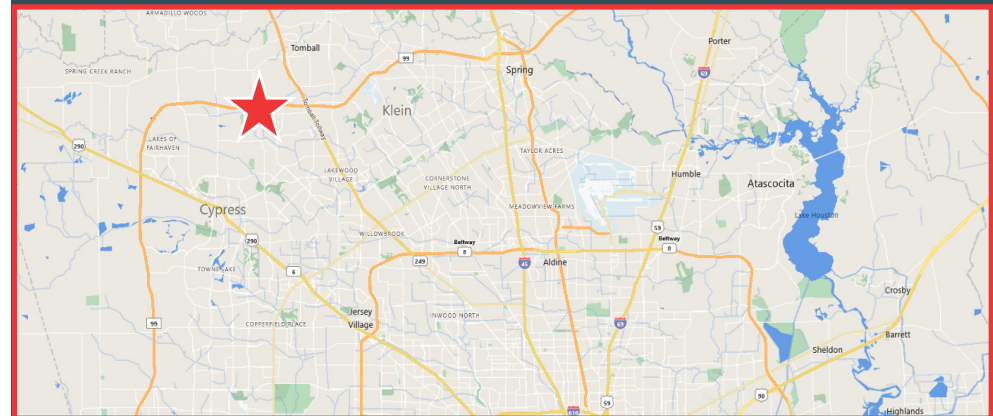 ARMADILLO WOODS
Tomball
Porter
99
SPRING CREEK RANCH
Spring
69
Tomball Tollway
Klein
290
LAKES OF
FAIRHAVEN
TAYLOR ACRES
LAKEWOOD
VILLAGE
CORNERSTONE
VILLAGE NORTH
Humble
Atascocita
Cypress
MEADOWVIEW FARMS
Lake Houston
59
WILLOWBROOK
290
Beltway
8
Beltway
8
249
45
Aldine
TOWNE LAKE
6
Crosby
Jersey
Village
INWOOD NORTH
99
COPPERFIELD PLACE
69
Barrett
Sheldon
90
59
610
Highlands